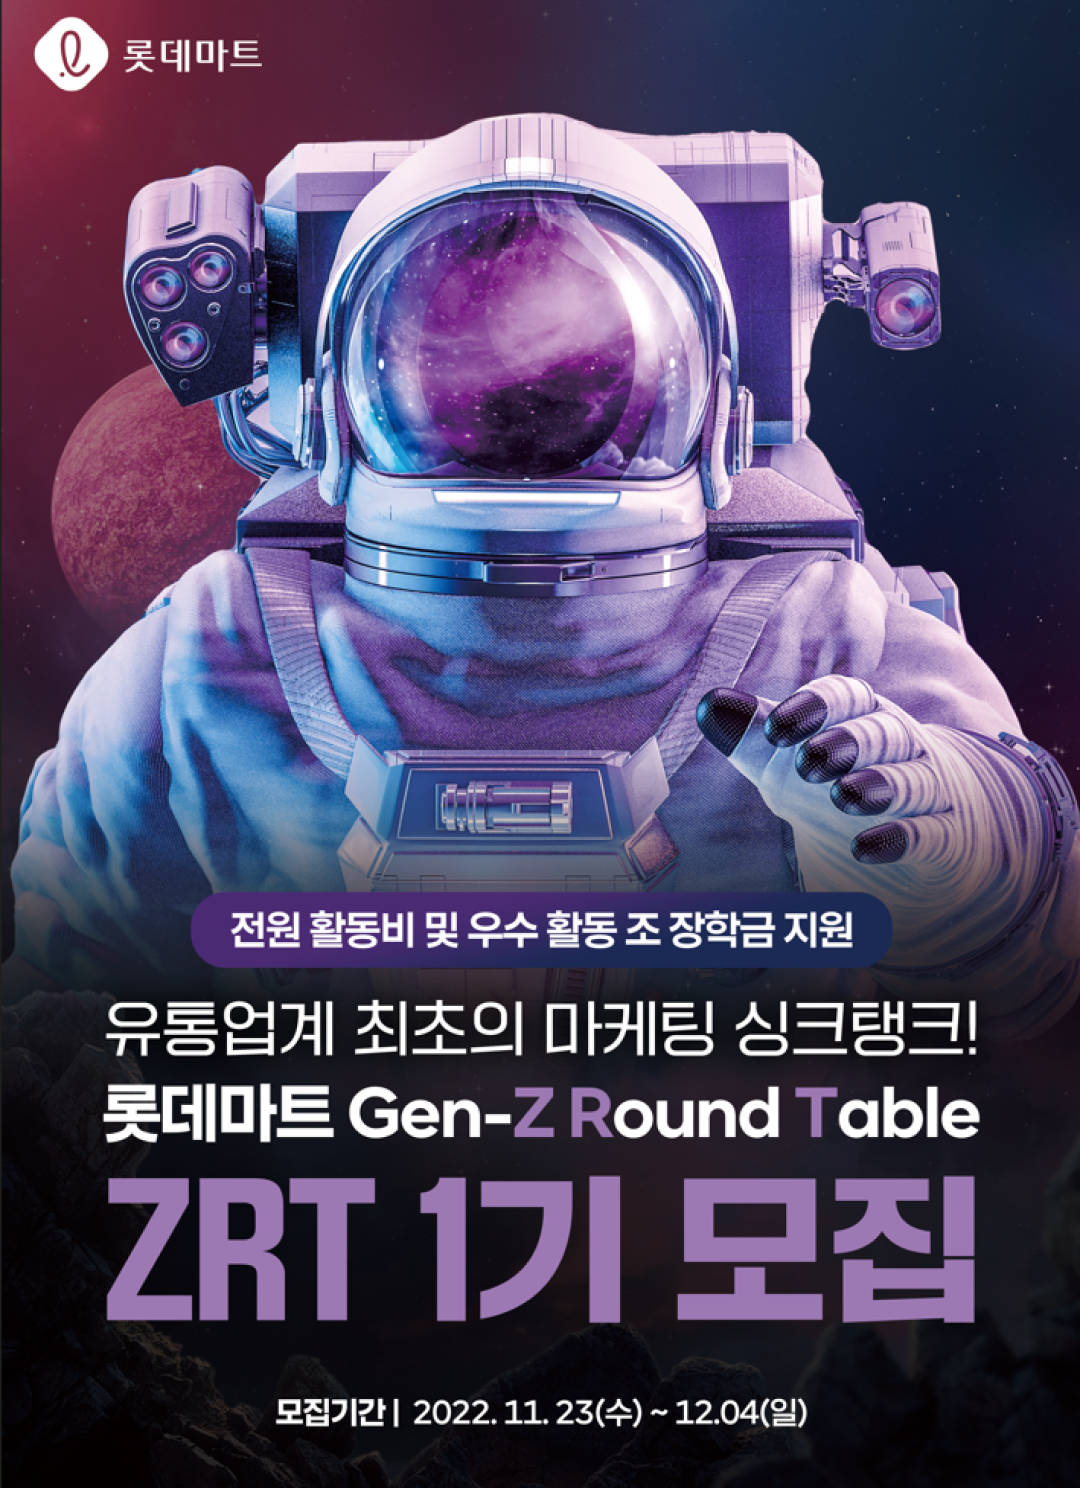 롯데마트
전원 활동비 및 우수 활동 조 장학금 지원
유통업계 최초의 마케팅 싱크탱크!
롯데마트 Gen-Z Round Table
ZRT 1기 모집
모집기간 | 2022. 11. 23(수) ~ 12.04(일)